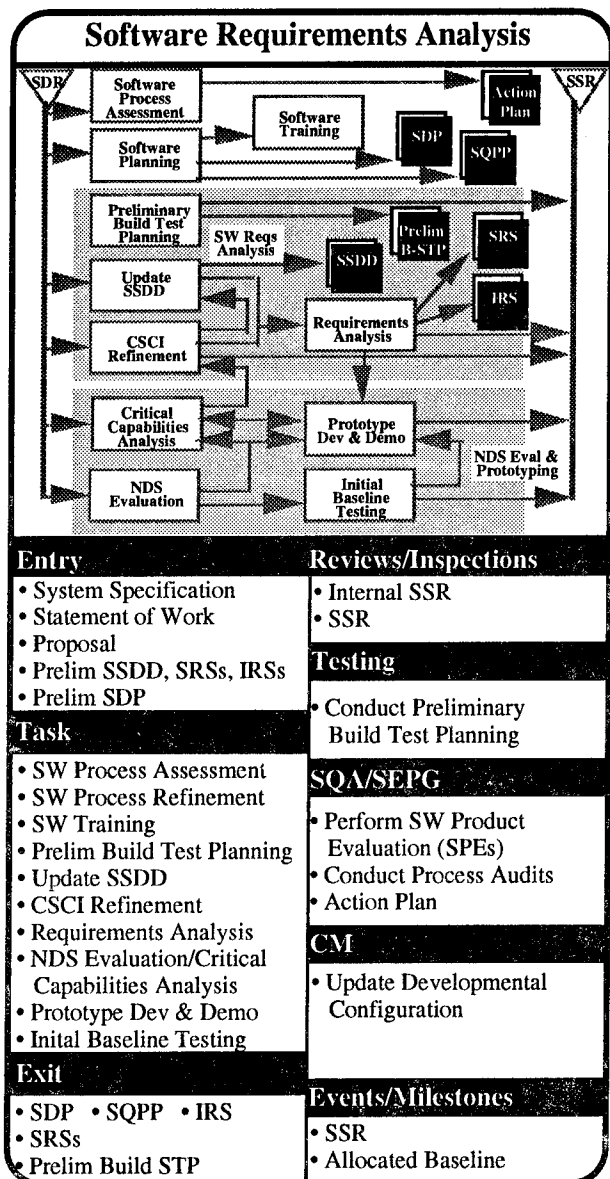 Software Requirements Analysis
SDR
SSR
Software
Process
Assessment
Action
Plan
Software
Training
Software
Planning
SDP
SQPP
Preliminary
Build Test
Planning
Prelim
B-STP
SW Reqs
Analysis
SRS
Update
SSDD
SSDD
IRS
CSCI
Refinement
Requirements
Analysis
Critical
Capabilities
Analysis
Prototype
Dev & Demo
NDS Eval &
Prototyping
NDS
Evaluation
Initial
Baseline
Testing
Entry
• System Specification
• Statement of Work
• Proposal
• Prelim SSDD, SRSs, IRSs
• Prelim SDP
Task
• SW Process Assessment
• SW Process Refinement
• SW Training
• Prelim Build Test Planning
• Update SSDD
• CSCI Refinement
• Requirements Analysis
• NDS Evaluation/Critical
Capabilities Analysis
• Prototype Dev & Demo
• Inital Baseline Testing
Exit
• SDP • SQPP • IRS
• SRSs
• Prelim Build STP
Reviews/Inspections
• Internal SSR
• SSR
Testing
• Conduct Preliminary
Build Test Planning
SQA/SEPG
• Perform SW Product
Evaluation (SPEs)
• Conduct Process Audits
• Action Plan
CM
• Update Developmental
Configuration
Events/Milestones
• SSR
• Allocated Baseline